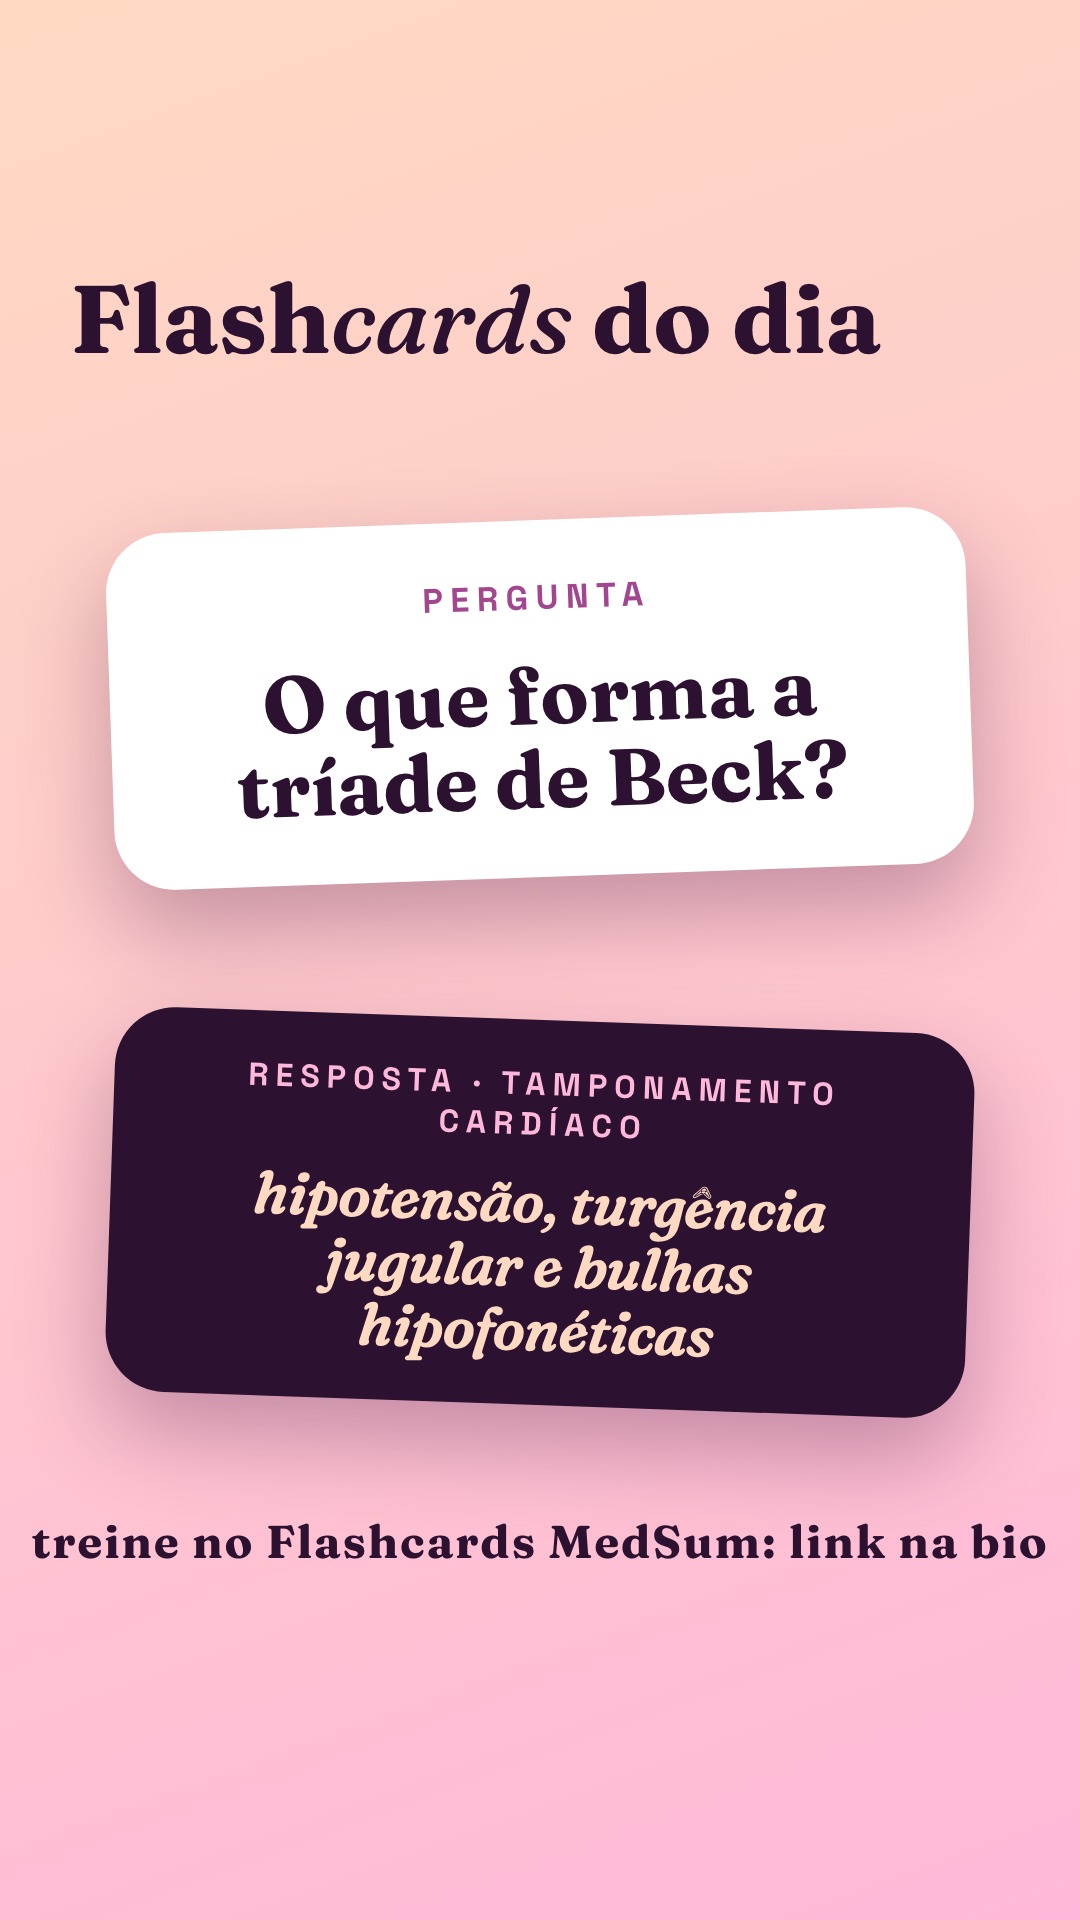 Flashcards do dia
PERGUNTA
O que forma a
tríade de Beck?
RESPOSTA · TAMPONAMENTO
CARDÍACO
hipotensão, turgência
jugular e bulhas
hipofonéticas
treine no Flashcards MedSum: link na bio